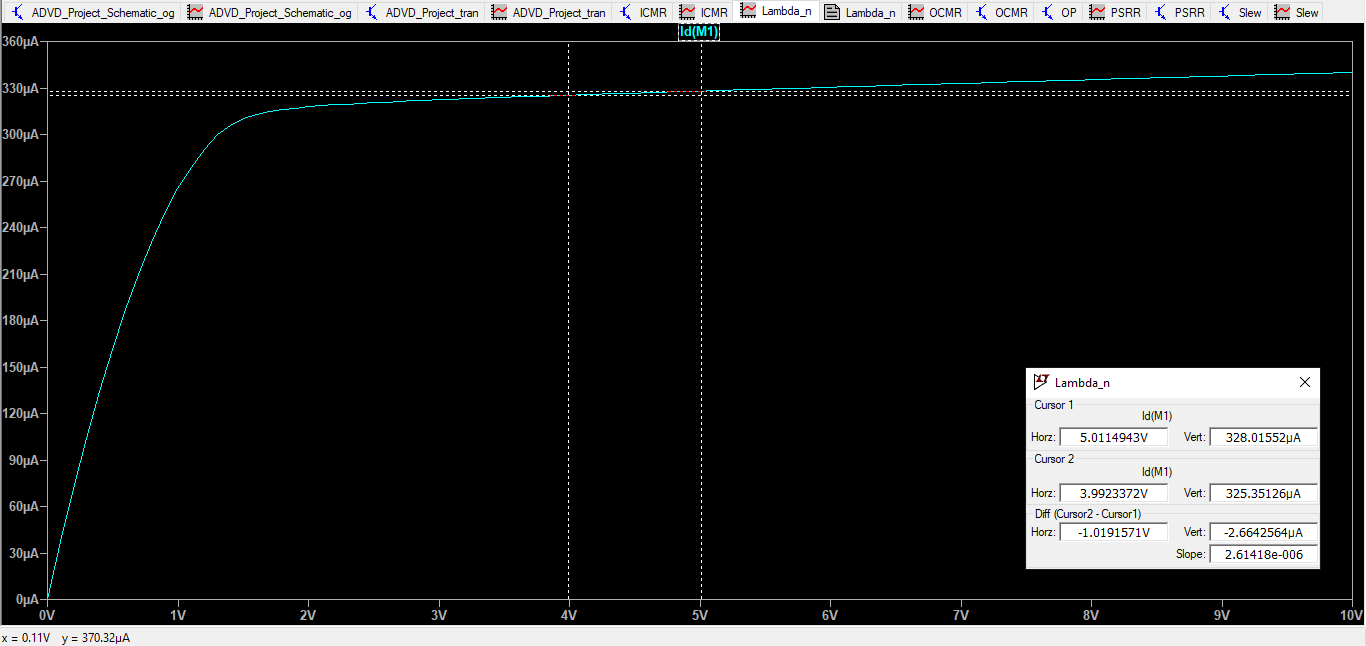 ADVD_Project_Schematic_og ADVD_Project_Schematic_og ADVD_Project_tran ADVD_Project_tran ICMR ICMR Lambda_n Lambda_n OCMR OCMR OP PSRR PSRR Slew Slew
Id(M1)
360µA
330µA
300µA
270µA
240µA
210µA
180µA
150µA
120µA
90µA
60µA
30µA
0µA
0V 1V 2V 3V 4V 5V 6V 7V 8V 9V 10V
Lambda_n
Cursor 1
Id(M1)
Horz: 5.0114943V Vert: 328.01552µA
Cursor 2
Id(M1)
Horz: 3.9923372V Vert: 325.35126µA
Diff (Cursor2 - Cursor1)
Horz: -1.0191571V Vert: -2.6642564µA
Slope: 2.61418e-006
x = 0.11V y = 370.32µA